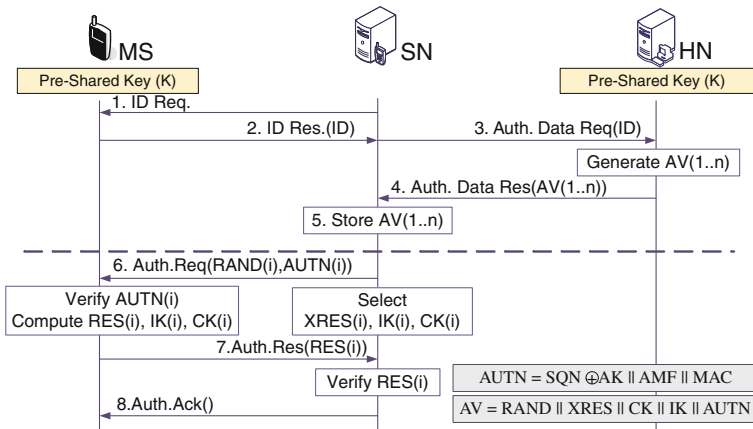 MS
SN
HN
Pre-Shared Key (K)
Pre-Shared Key (K)
1. ID Req.
2. ID Res.(ID)
3. Auth. Data Req(ID)
Generate AV(1..n)
4. Auth. Data Res(AV(1..n))
5. Store AV(1..n)
6. Auth.Req(RAND(i),AUTN(i))
Verify AUTN(i)
Compute RES(i), IK(i), CK(i)
Select
XRES(i), IK(i), CK(i)
7.Auth.Res(RES(i))
Verify RES(i)
AUTN = SQN ⊕AK || AMF || MAC
8.Auth.Ack()
AV = RAND || XRES || CK || IK || AUTN